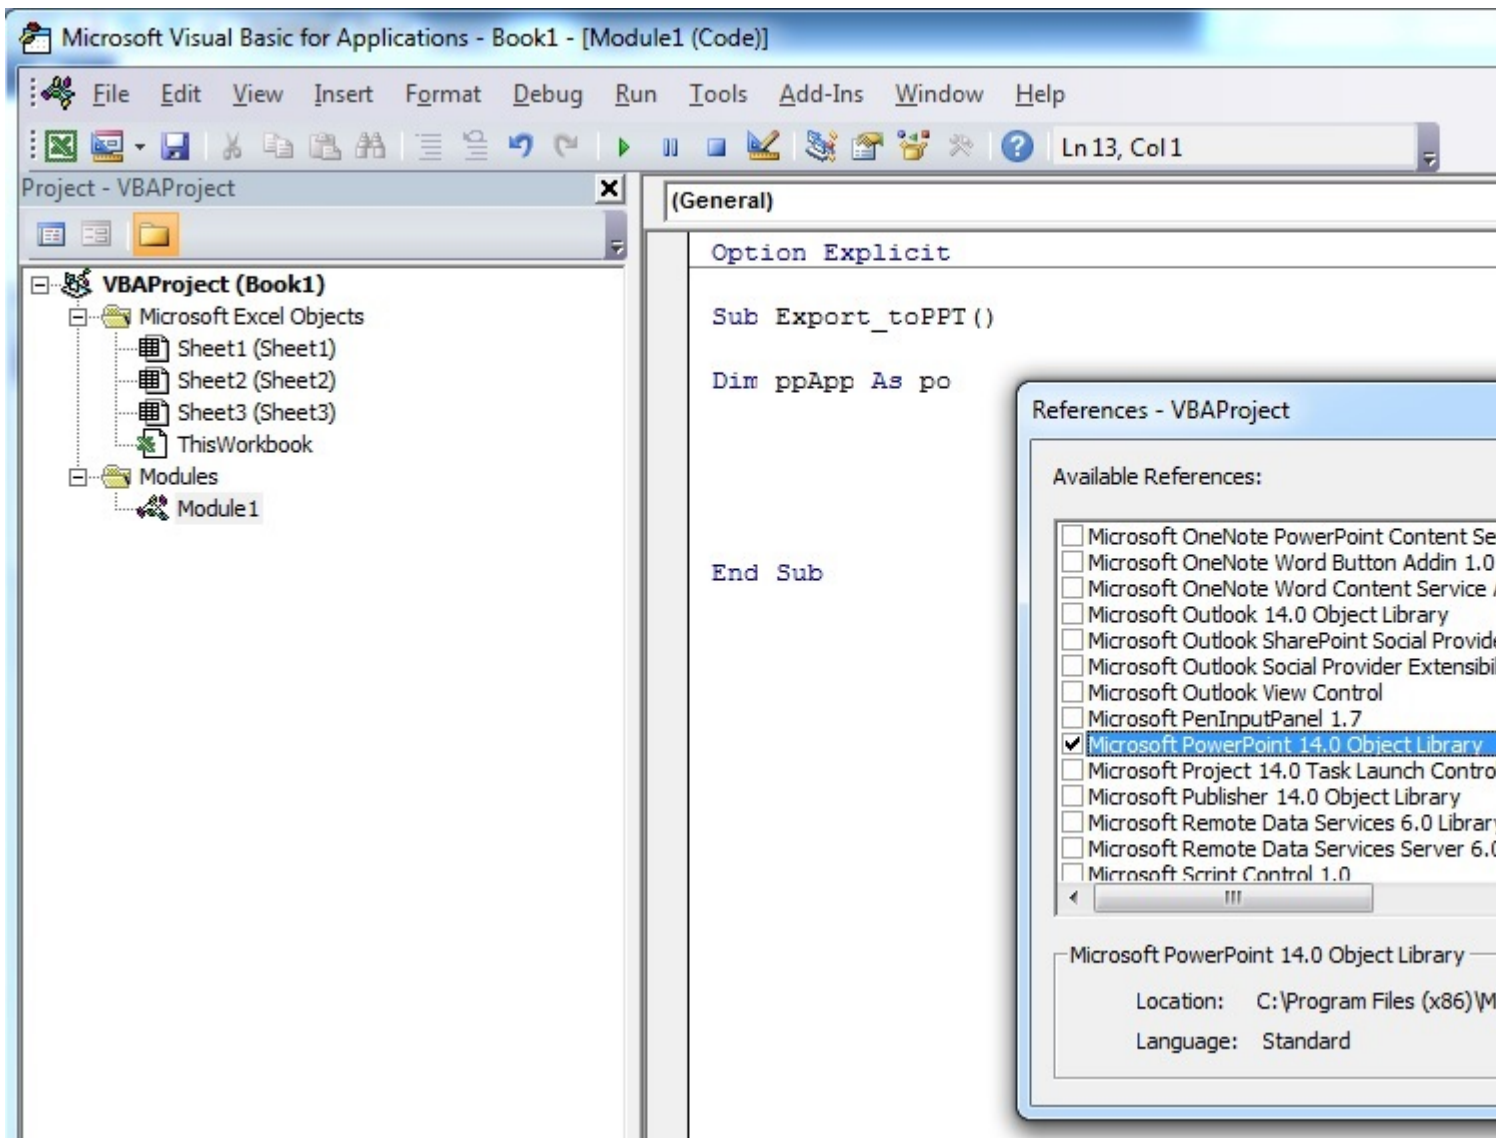 Microsoft Visual Basic for Applications - Book1 - [Module1 (Code)]
File Edit View Insert Format Debug Run Tools Add-Ins Window Help
Ln 13, Col 1
Project - VBAProject
(General)
VBAProject (Book1)
Microsoft Excel Objects
Sheet1 (Sheet1)
Sheet2 (Sheet2)
Sheet3 (Sheet3)
ThisWorkbook
Modules
Module1
Option Explicit
Sub Export_toPPT()
Dim ppApp As po
End Sub
References - VBAProject
Available References:
Microsoft OneNote PowerPoint Content Se
Microsoft OneNote Word Button Addin 1.0
Microsoft OneNote Word Content Service
Microsoft Outlook 14.0 Object Library
Microsoft Outlook SharePoint Social Provide
Microsoft Outlook Social Provider Extensibil
Microsoft Outlook View Control
Microsoft PenInputPanel 1.7
Microsoft PowerPoint 14.0 Object Library
Microsoft Project 14.0 Task Launch Contro
Microsoft Publisher 14.0 Object Library
Microsoft Remote Data Services 6.0 Library
Microsoft Remote Data Services Server 6.0
Microsoft Script Control 1.0
Microsoft PowerPoint 14.0 Object Library
Location: C:\Program Files (x86)\M
Language: Standard